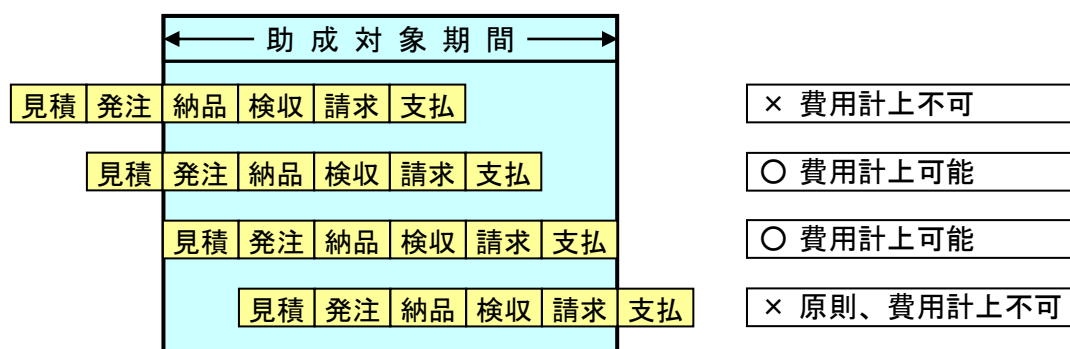 助成対象期間
見積 発注 納品 検収 請求 支払 × 費用計上不可
見積 発注 納品 検収 請求 支払 ○ 費用計上可能
見積 発注 納品 検収 請求 支払 ○ 費用計上可能
見積 発注 納品 検収 請求 支払 × 原則、費用計上不可